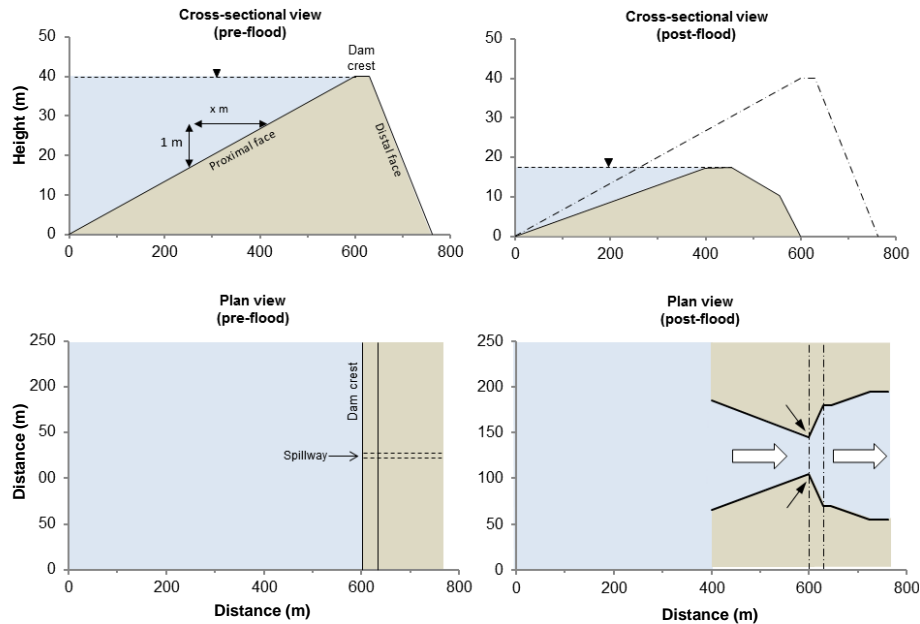 Cross-sectional view
(pre-flood)
Height (m)
50
40
30
20
10
0
Dam
crest
x m
1 m
Proximal face
Distal face
0 200 400 600 800
Cross-sectional view
(post-flood)
50
40
30
20
10
0
0 200 400 600 800
Plan view
(pre-flood)
Distance (m)
250
200
50
00
50
0
Dam crest
Spillway
0 200 400 600 800
Distance (m)
Plan view
(post-flood)
250
200
150
100
50
0
0 200 400 600 800
Distance (m)